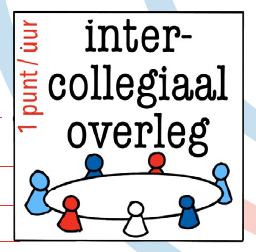 1 punt/uur
inter-
collegiaal
overleg